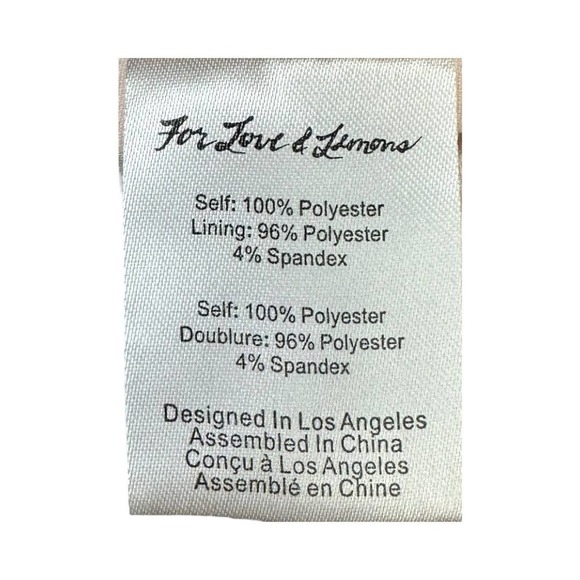 For Love & Lemons
Self: 100% Polyester
Lining: 96% Polyester
4% Spandex
Self: 100% Polyester
Doublure: 96% Polyester
4% Spandex
Designed In Los Angeles
Assembled In China
Conçu à Los Angeles
Assemblé en Chine